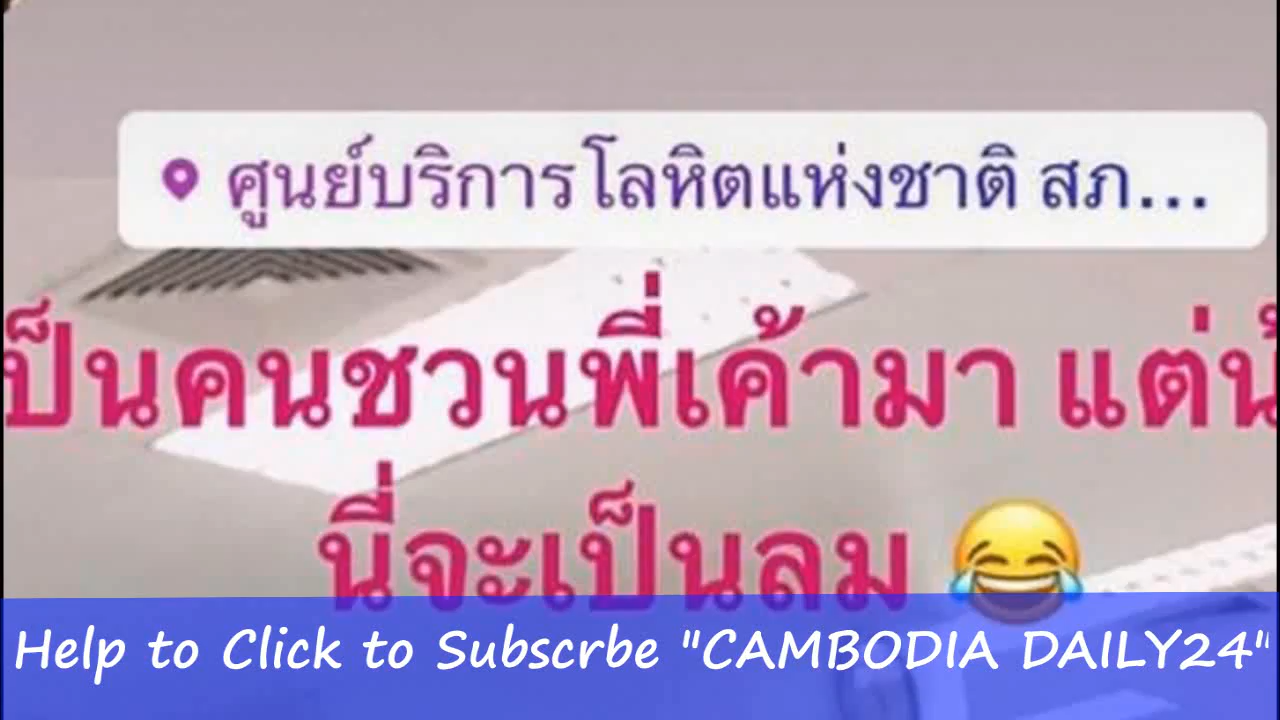 ศูนย์บริการโลหิตแห่งชาติ สภ...
ป็นคนชวนพี่เค้ามา แต่น้
นี่จะเป็นลม 😂
Help to Click to Subscrbe "CAMBODIA DAILY24"